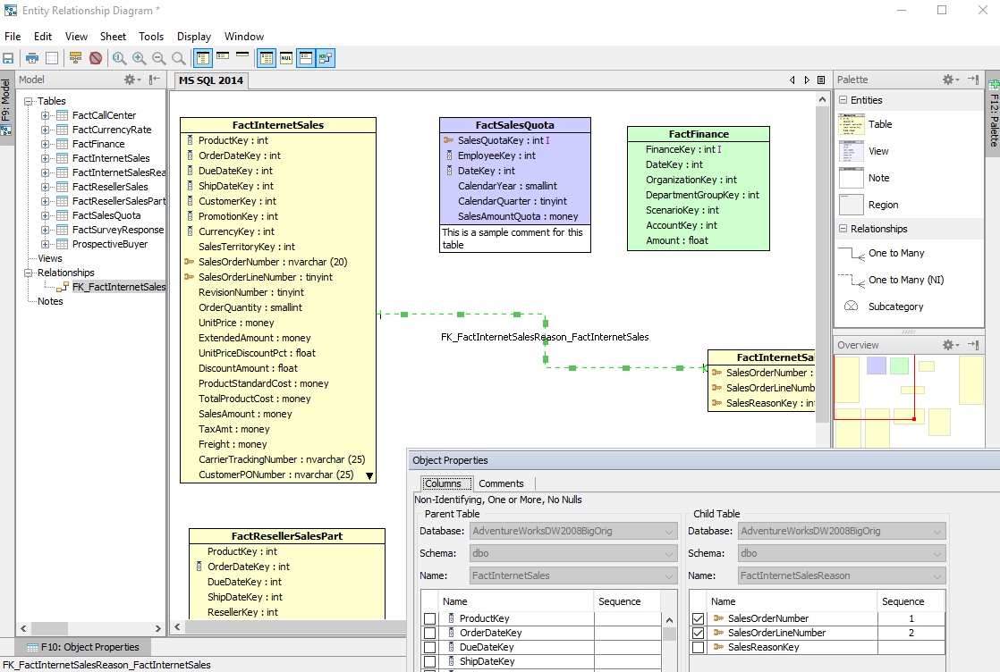 Entity Relationship Diagram *
File Edit View Sheet Tools Display Window
F9: Model
Model
Tables
FactCallCenter
FactCurrencyRate
FactFinance
FactInternetSales
FactInternetSalesRea
FactResellerSales
FactResellerSalesPart
FactSalesQuota
FactSurveyResponse
ProspectiveBuyer
Views
Relationships
FK_FactInternetSales
Notes
MS SQL 2014
FactInternetSales
ProductKey : int
OrderDateKey : int
DueDateKey : int
ShipDateKey : int
CustomerKey : int
PromotionKey : int
CurrencyKey : int
SalesTerritoryKey : int
SalesOrderNumber : nvarchar (20)
SalesOrderLineNumber : tinyint
RevisionNumber : tinyint
OrderQuantity : smallint
UnitPrice : money
ExtendedAmount : money
UnitPriceDiscountPct : float
DiscountAmount : float
ProductStandardCost : money
TotalProductCost : money
SalesAmount : money
TaxAmt : money
Freight : money
CarrierTrackingNumber : nvarchar (25)
CustomerPONumber : nvarchar (25)
FactSalesQuota
SalesQuotaKey : int I
EmployeeKey : int
DateKey : int
CalendarYear : smallint
CalendarQuarter : tinyint
SalesAmountQuota : money
This is a sample comment for this
table
FactFinance
FinanceKey : int I
DateKey : int
OrganizationKey : int
DepartmentGroupKey : int
ScenarioKey : int
AccountKey : int
Amount : float
FK_FactInternetSalesReason_FactInternetSales
FactInternetSal
SalesOrderNumber :
SalesOrderLineNumb
SalesReasonKey : int
FactResellerSalesPart
ProductKey : int
OrderDateKey : int
DueDateKey : int
ShipDateKey : int
ResellerKey : int
Palette
Entities
Table
View
Note
Region
Relationships
One to Many
One to Many (NI)
Subcategory
F12: Palette
Overview
Object Properties
Columns Comments
Non-Identifying, One or More, No Nulls
Parent Table
Database: AdventureWorksDW2008BigOrig
Schema: dbo
Name: FactInternetSales
Name Sequence
ProductKey
OrderDateKey
DueDateKey
ShipDateKey
Child Table
Database: AdventureWorksDW2008BigOrig
Schema: dbo
Name: FactInternetSalesReason
Name Sequence
SalesOrderNumber 1
SalesOrderLineNumber 2
SalesReasonKey
F10: Object Properties
FK_FactInternetSalesReason_FactInternetSales